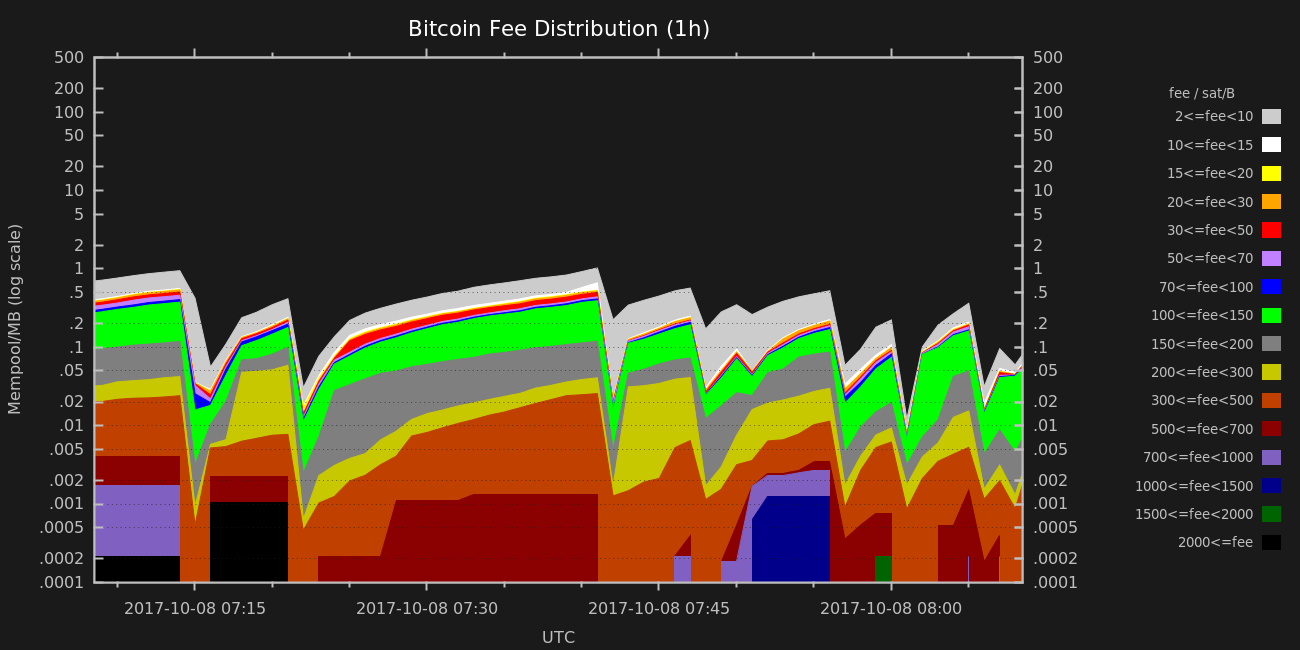 Bitcoin Fee Distribution (1h)
Mempool/MB (log scale)
500
200
100
50
20
10
5
2
1
.5
.2
.1
.05
.02
.01
.005
.002
.001
.0005
.0002
.0001
500
200
100
50
20
10
5
2
1
.5
.2
.1
.05
.02
.01
.005
.002
.001
.0005
.0002
.0001
2017-10-08 07:15
2017-10-08 07:30
2017-10-08 07:45
2017-10-08 08:00
UTC
fee / sat/B
2<=fee<10
10<=fee<15
15<=fee<20
20<=fee<30
30<=fee<50
50<=fee<70
70<=fee<100
100<=fee<150
150<=fee<200
200<=fee<300
300<=fee<500
500<=fee<700
700<=fee<1000
1000<=fee<1500
1500<=fee<2000
2000<=fee